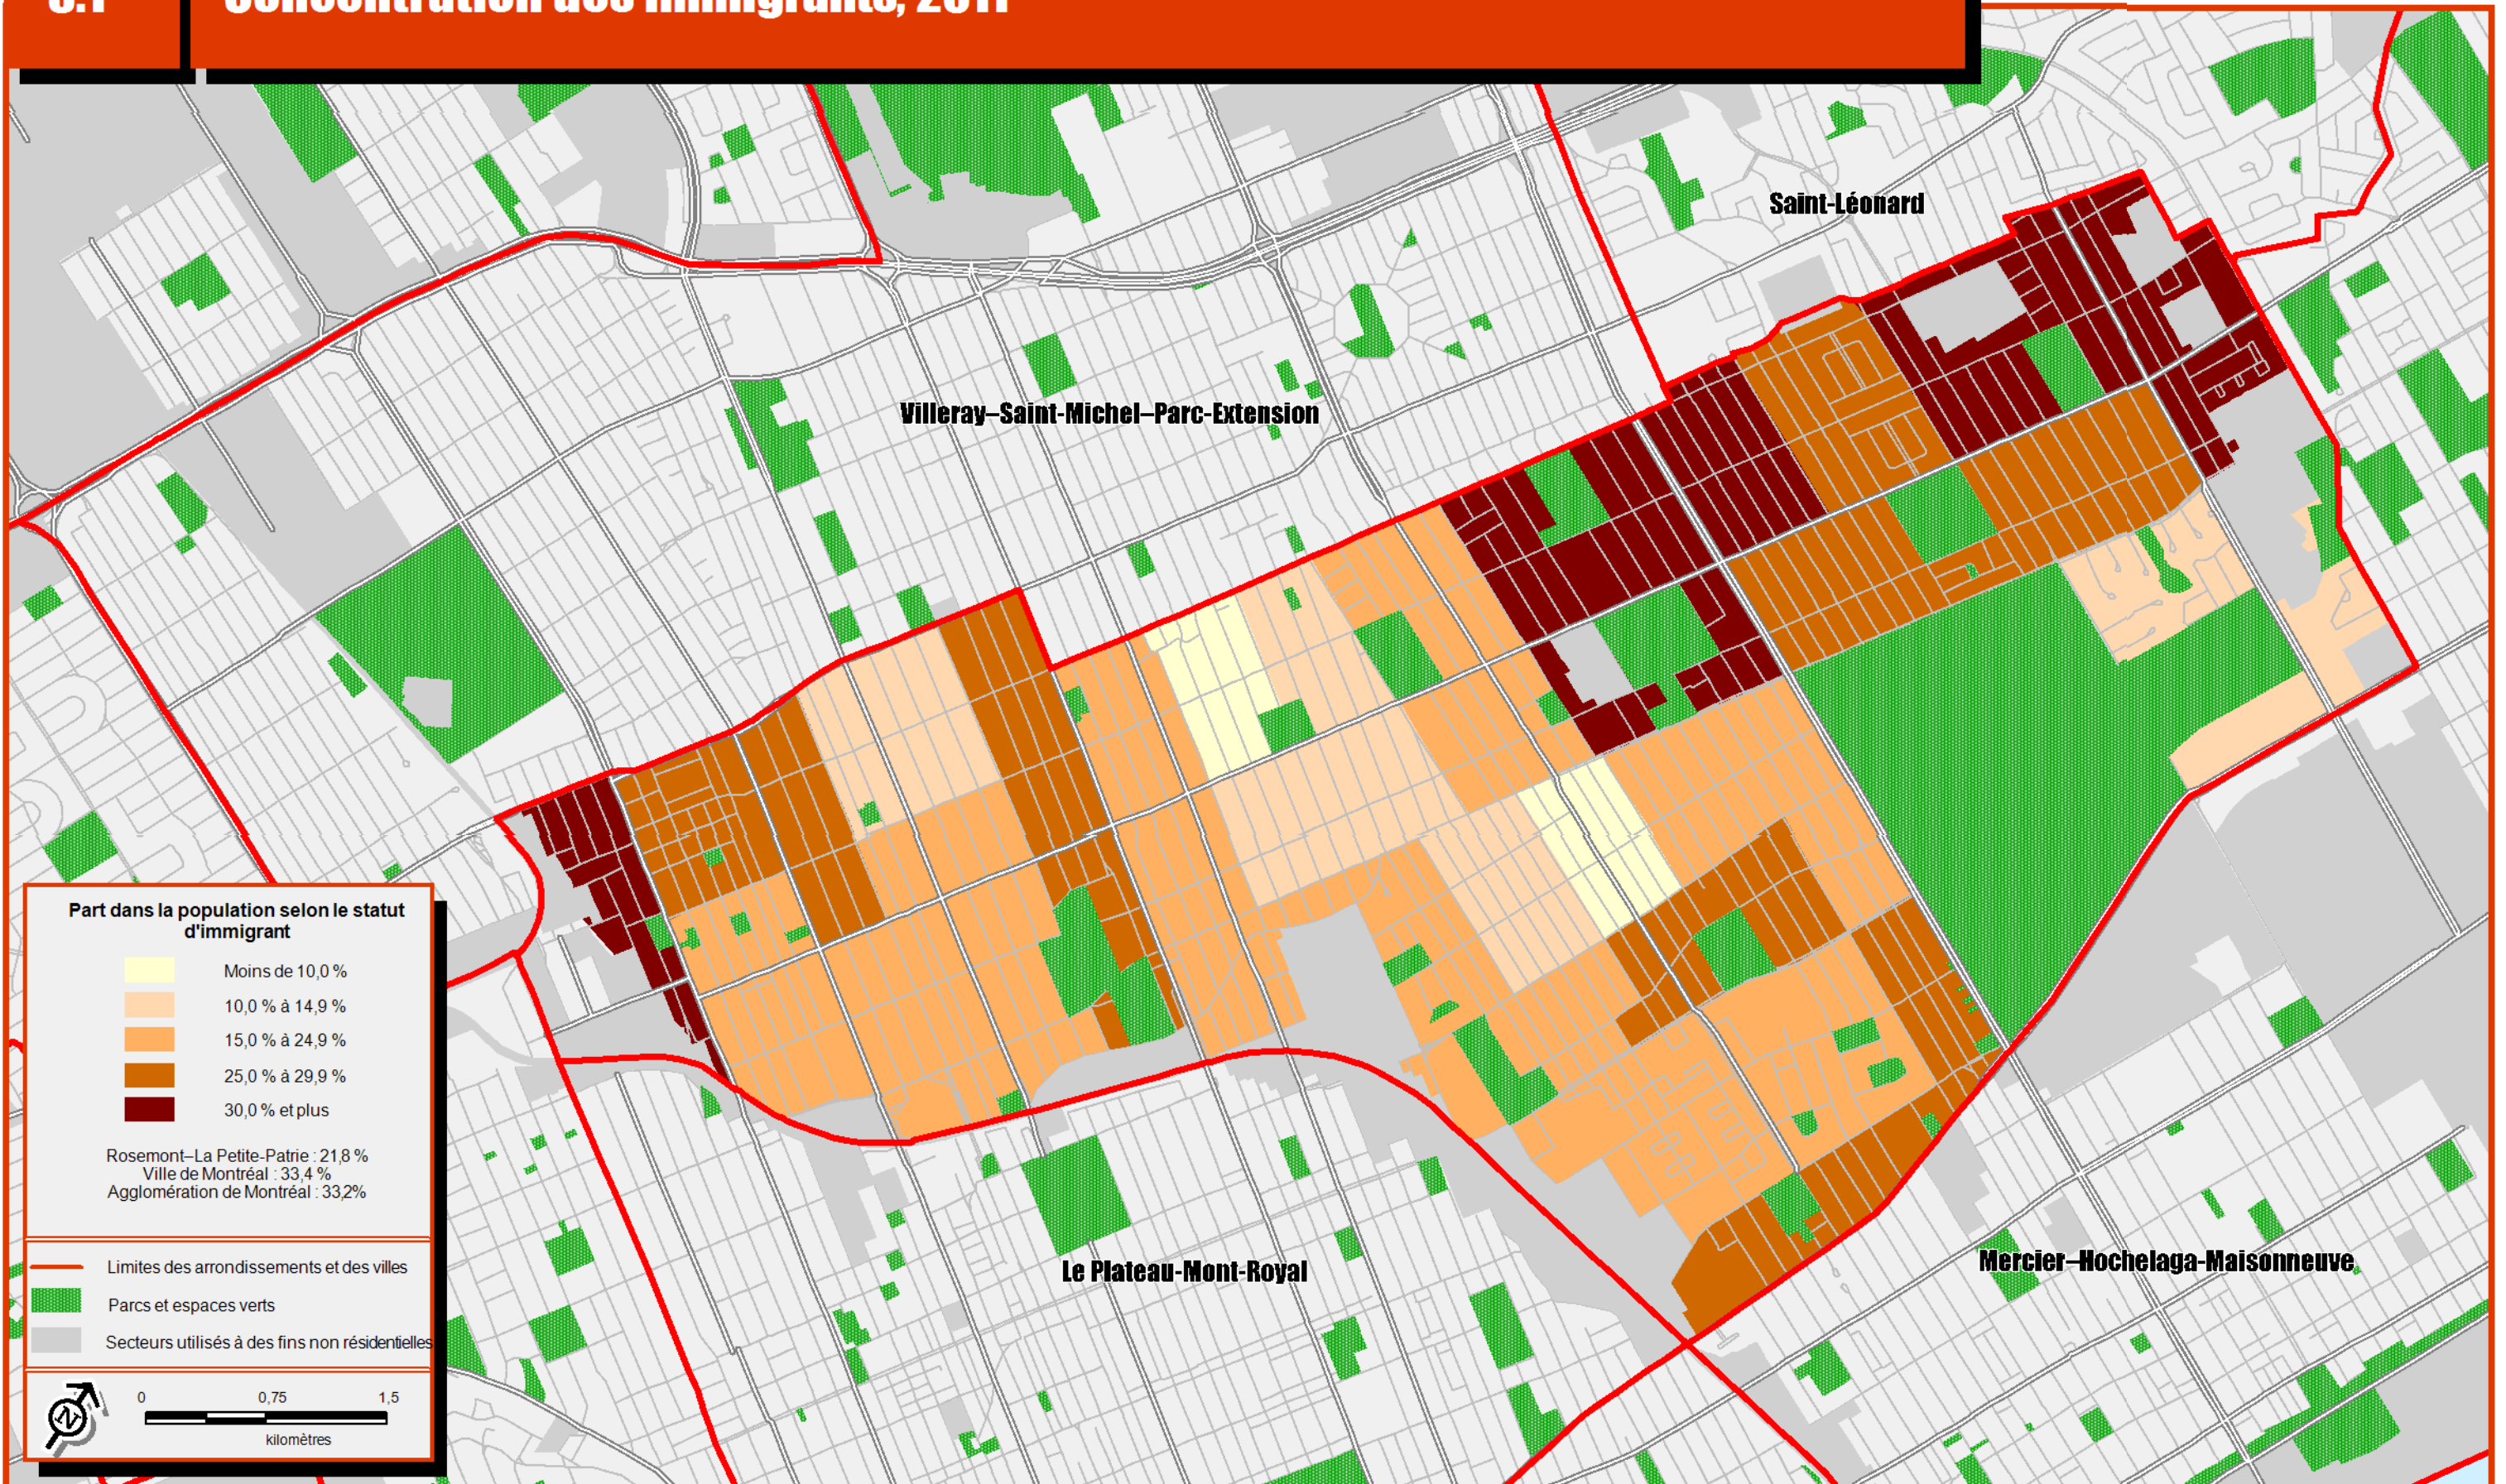 Concentration des immigrants, 2011
Saint-Léonard
Villeray–Saint-Michel–Parc-Extension
Part dans la population selon le statut
d'immigrant
Moins de 10,0 %
10,0 % à 14,9 %
15,0 % à 24,9 %
25,0 % à 29,9 %
30,0 % et plus
Rosemont–La Petite-Patrie : 21,8 %
Ville de Montréal : 33,4 %
Agglomération de Montréal : 33,2%
Limites des arrondissements et des villes
Parcs et espaces verts
Secteurs utilisés à des fins non résidentielles
N
0 0,75 1,5
kilomètres
Le Plateau-Mont-Royal
Mercier–Hochelaga-Maisonneuve